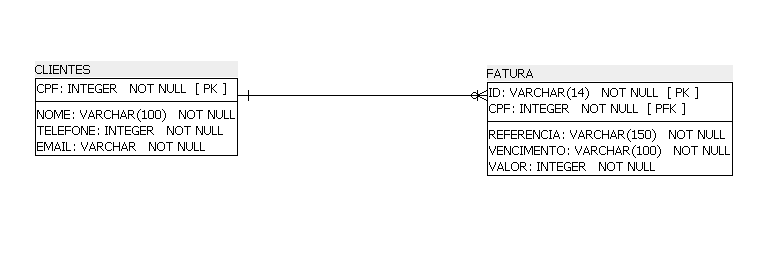 CLIENTES
CPF: INTEGER NOT NULL [ PK ]
NOME: VARCHAR(100) NOT NULL
TELEFONE: INTEGER NOT NULL
EMAIL: VARCHAR NOT NULL
FATURA
ID: VARCHAR(14) NOT NULL [ PK ]
CPF: INTEGER NOT NULL [ PFK ]
REFERENCIA: VARCHAR(150) NOT NULL
VENCIMENTO: VARCHAR(100) NOT NULL
VALOR: INTEGER NOT NULL